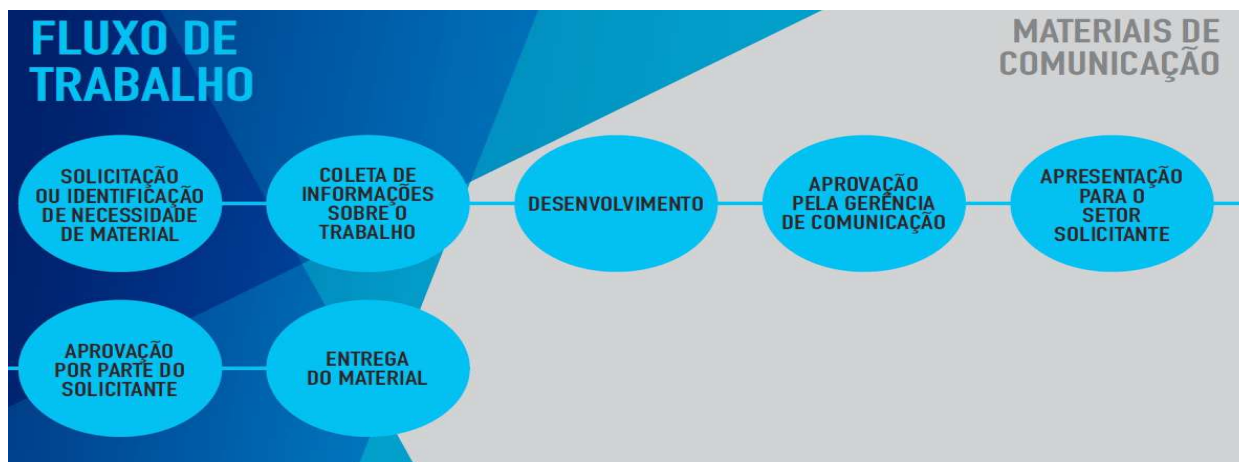 FLUXO DE
TRABALHO
MATERIAIS DE
COMUNICAÇÃO
SOLICITAÇÃO
OU IDENTIFICAÇÃO
DE NECESSIDADE
DE MATERIAL
COLETA DE
INFORMAÇÕES
SOBRE O
TRABALHO
DESENVOLVIMENTO
APROVAÇÃO
PELA GERÊNCIA
DE COMUNICAÇÃO
APRESENTAÇÃO
PARA O
SETOR
SOLICITANTE
APROVAÇÃO
POR PARTE DO
SOLICITANTE
ENTREGA
DO MATERIAL